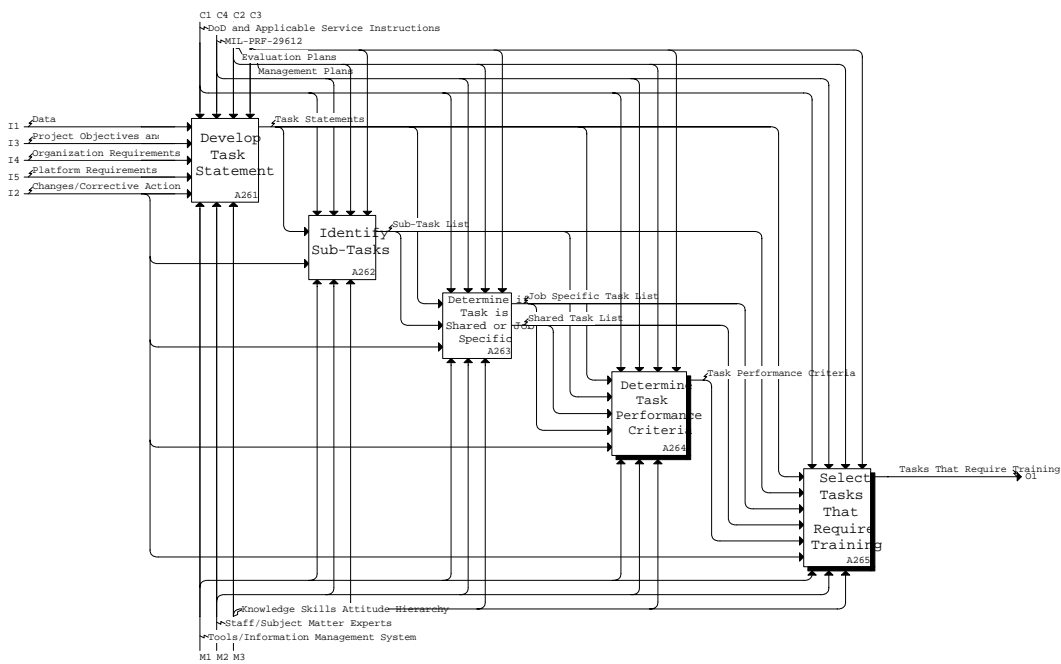 C1 C4 C2 C3
DoD and Applicable Service Instructions
MIL-PRF-29612
Evaluation Plans
Management Plans
I1 Data
Task Statements
I3 Project Objectives and
Develop
Task
Statement
A261
I4 Organization Requirements
I5 Platform Requirements
I2 Changes/Corrective Action
Identify
Sub-Tasks
A262
Sub-Task List
Determine if
Task is
Shared or Job
Specific
A263
Job Specific Task List
Shared Task List
Determine
Task
Performance
Criteria
A264
Task Performance Criteria
Select
Tasks
That
Require
Training
A265
Tasks That Require Training
O1
Knowledge Skills Attitude Hierarchy
Staff/Subject Matter Experts
Tools/Information Management System
M1 M2 M3